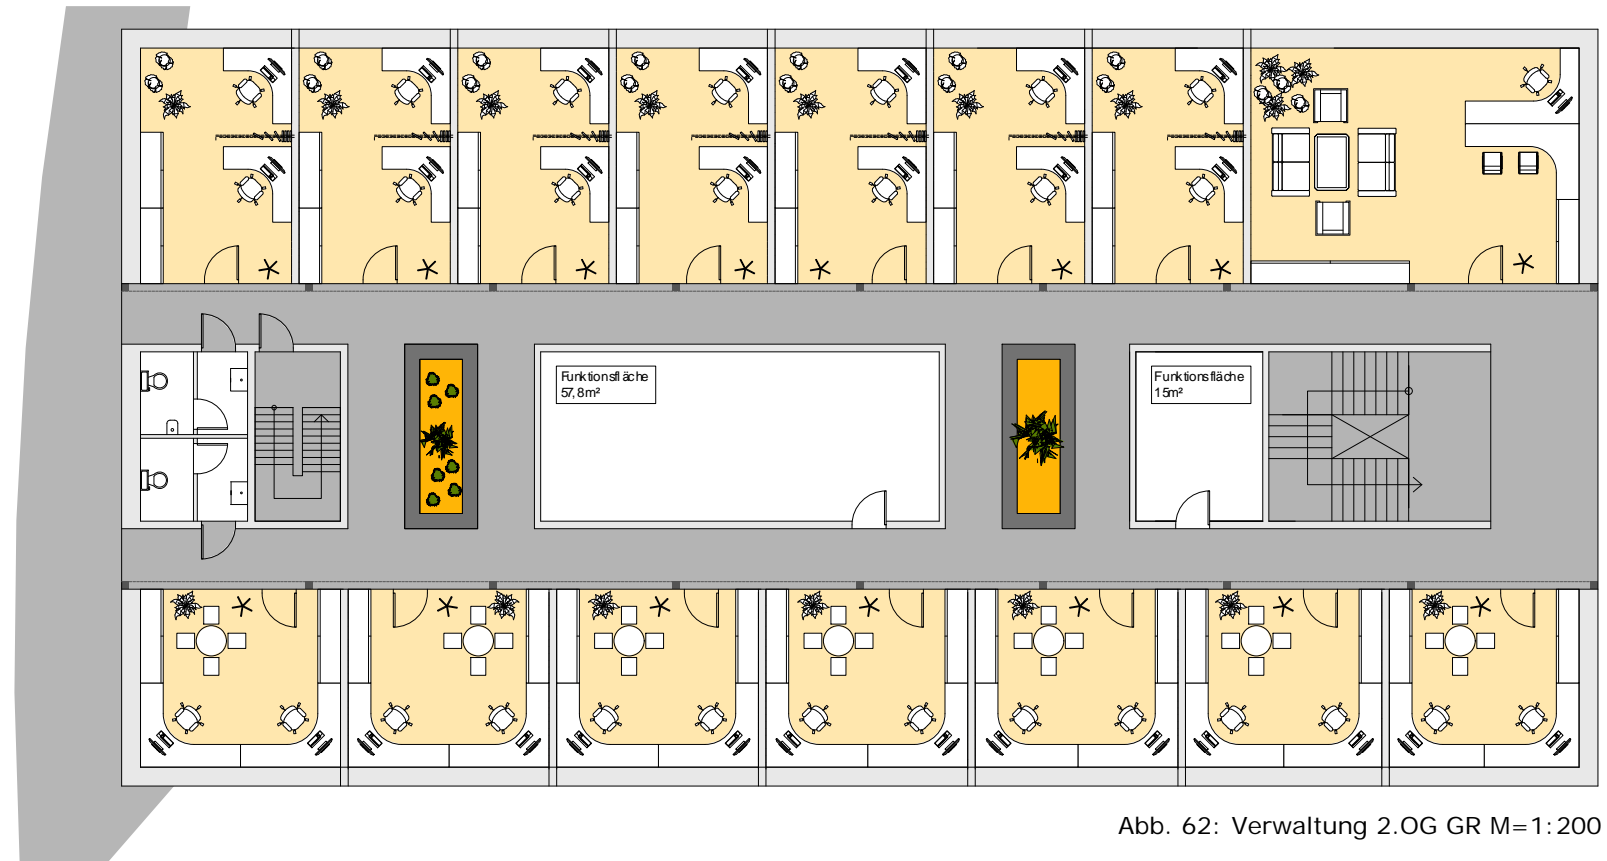 Funktionsfläche
57,8m²
Funktionsfläche
15m²
Abb. 62: Verwaltung 2.OG GR M=1:200